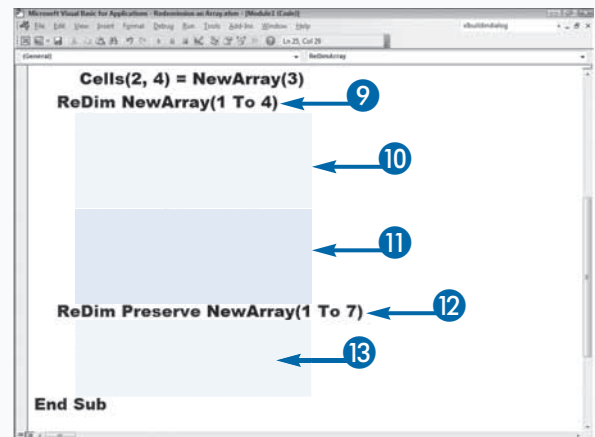 Microsoft Visual Basic for Applications - Redimension an Array.xlsm - [Module1 (Code)]
File Edit View Insert Format Debug Run Tools Add-Ins Window Help
xlbuiltindialog
Ln 25, Col 29
(General)
ReDimArray
Cells(2, 4) = NewArray(3)
ReDim NewArray(1 To 4)
9
10
11
ReDim Preserve NewArray(1 To 7)
12
13
End Sub